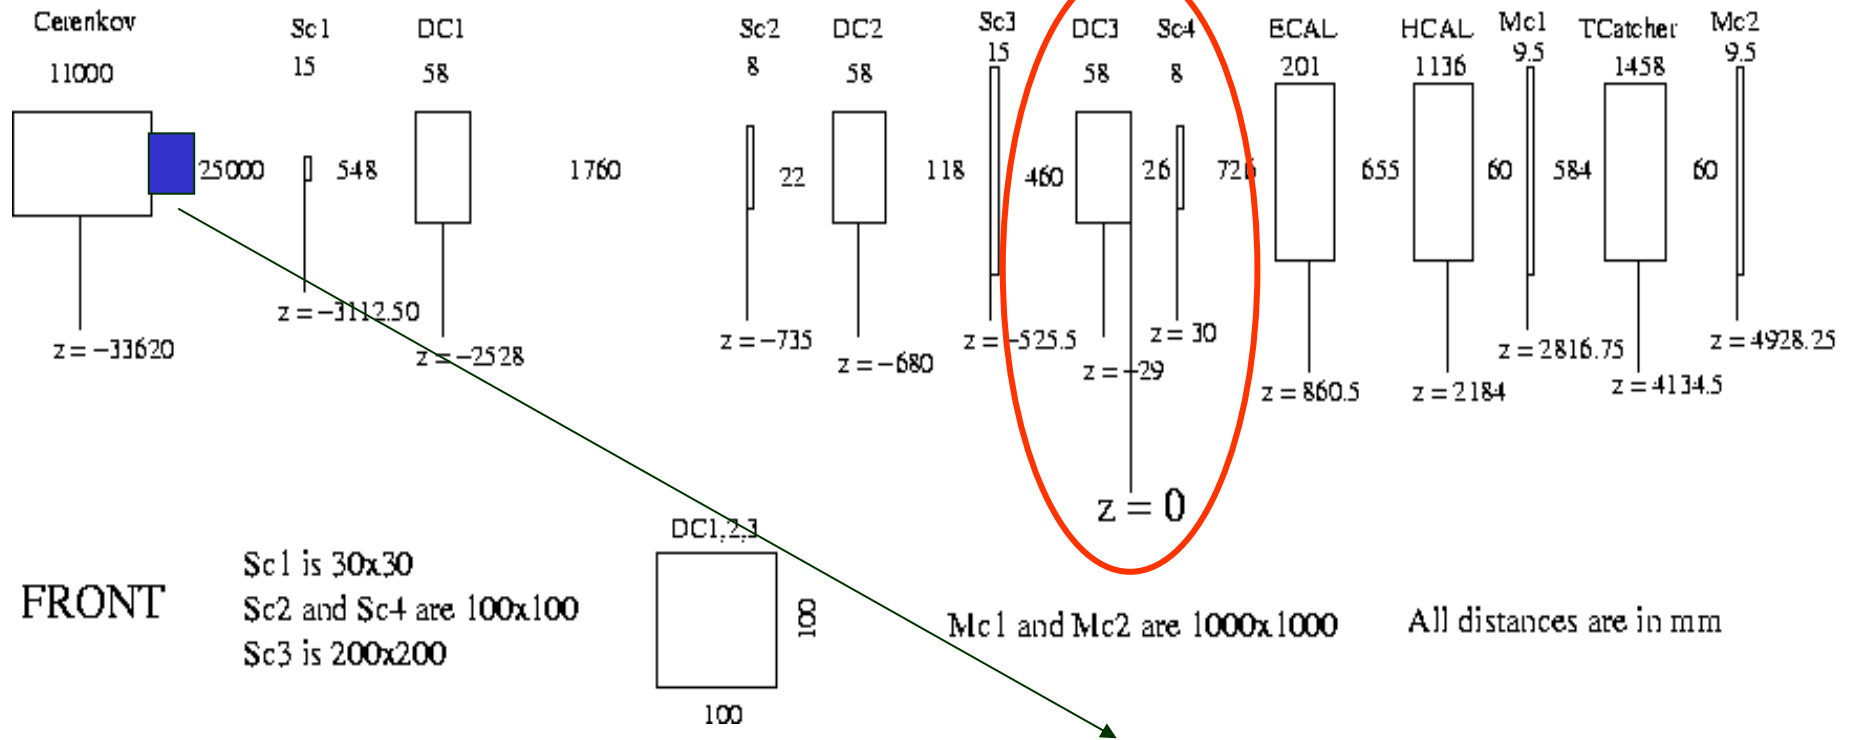 Cerenkov Sc1 DC1 Sc2 DC2 Sc3 DC3 Sc4 ECAL HCAL Mc1 TCatcher Mc2
11000 15 58 8 58 15 58 8 201 1136 9.5 1458 9.5
25000 548 1760 22 118 460 26 726 655 60 584 60
z = −33620 z = −3112.50 z = −2528 z = −735 z = −680 z = −525.5 z = −29 z = 30 z = 860.5 z = 2184 z = 2816.75 z = 4134.5 z = 4928.25
z = 0
DC1,2,3
100
100
FRONT
Sc1 is 30x30
Sc2 and Sc4 are 100x100
Sc3 is 200x200
Mc1 and Mc2 are 1000x1000
All distances are in mm